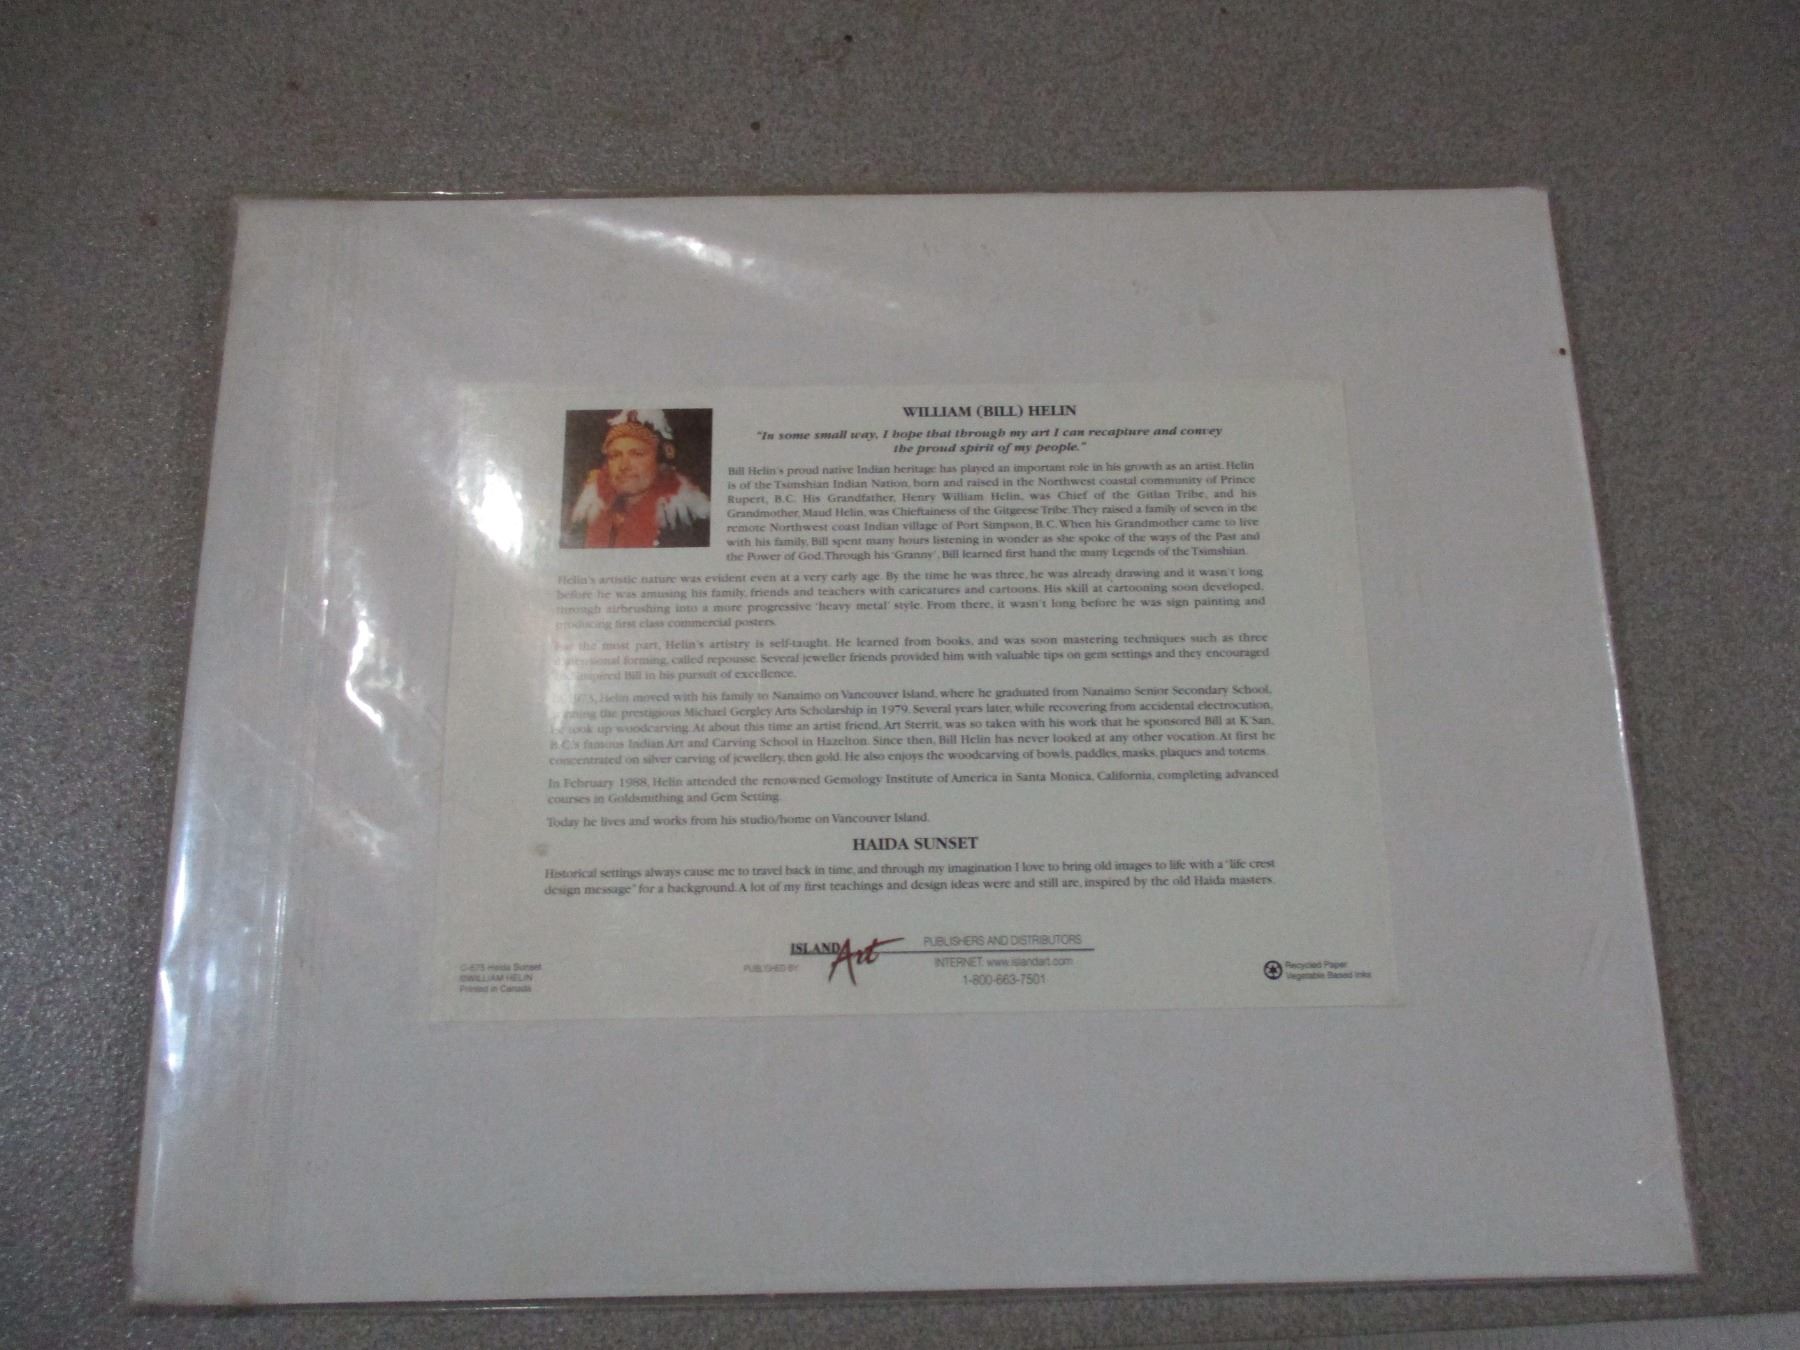 WILLIAM (BILL) HELIN
"In some small way, I hope that through my art I can recapture and convey
the proud spirit of my people."
Bill Helin's proud native Indian heritage has played an important role in his growth as an artist. Helin
is of the Tsimshian Indian Nation, born and raised in the Northwest coastal community of Prince
Rupert, B.C. His Grandfather, Henry William Helin, was Chief of the Gitlan Tribe, and his
Grandmother, Maud Helin, was Chieftainess of the Gitgeese Tribe. They raised a family of seven in the
remote Northwest coast Indian village of Port Simpson, B.C. When his Grandmother came to live
with his family, Bill spent many hours listening in wonder as she spoke of the ways of the Past and
the Power of God. Through his 'Granny', Bill learned first hand the many Legends of the Tsimshian.
Helin's artistic nature was evident even at a very early age. By the time he was three, he was already drawing and it wasn't long
before he was amusing his family, friends and teachers with caricatures and cartoons. His skill at cartooning soon developed,
through airbrushing into a more progressive 'heavy metal' style. From there, it wasn't long before he was sign painting and
producing first class commercial posters.
the most part, Helin's artistry is self-taught. He learned from books, and was soon mastering techniques such as three
forming, called repousse. Several jeweller friends provided him with valuable tips on gem settings and they encouraged
inspired Bill in his pursuit of excellence.
Helin moved with his family to Nanaimo on Vancouver Island, where he graduated from Nanaimo Senior Secondary School,
the prestigious Michael Gergley Arts Scholarship in 1979. Several years later, while recovering from accidental electrocution,
he took up woodcarving. At about this time an artist friend, Art Sterrit, was so taken with his work that he sponsored Bill at K'San,
B.C.'s famous Indian Art and Carving School in Hazelton. Since then, Bill Helin has never looked at any other vocation. At first he
concentrated on silver carving of jewellery, then gold. He also enjoys the woodcarving of bowls, paddles, masks, plaques and totems.
In February 1988, Helin attended the renowned Gemology Institute of America in Santa Monica, California, completing advanced
courses in Goldsmithing and Gem Setting.
Today he lives and works from his studio/home on Vancouver Island.
HAIDA SUNSET
Historical settings always cause me to travel back in time, and through my imagination I love to bring old images to life with a "life crest
design message" for a background. A lot of my first teachings and design ideas were and still are, inspired by the old Haida masters.
C-675 Haida Sunset
©WILLIAM HELIN
Printed in Canada
PUBLISHED BY
ISLAND Art
PUBLISHERS AND DISTRIBUTORS
INTERNET: www.islandart.com
1-800-663-7501
Recycled Paper
Vegetable Based Inks